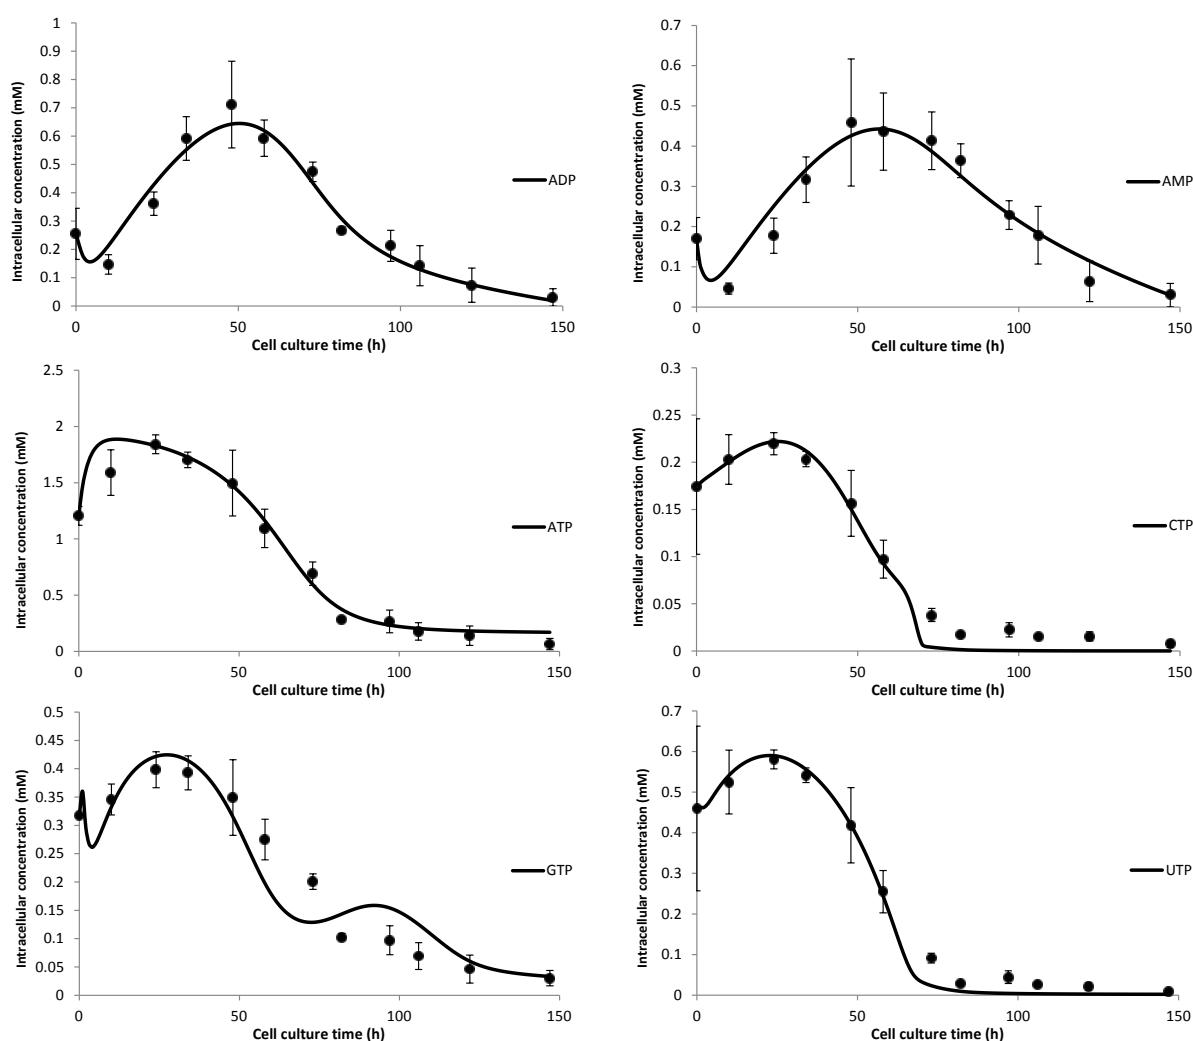 Intracellular concentration (mM)
1
0.9
0.8
0.7
0.6
0.5
0.4
0.3
0.2
0.1
0
0 50 100 150
Cell culture time (h)
ADP
Intracellular concentration (mM)
0.7
0.6
0.5
0.4
0.3
0.2
0.1
0
0 50 100 150
Cell culture time (h)
AMP
Intracellular concentration (mM)
2.5
2
1.5
1
0.5
0
0 50 100 150
Cell culture time (h)
ATP
Intracellular concentration (mM)
0.3
0.25
0.2
0.15
0.1
0.05
0
0 50 100 150
Cell culture time (h)
CTP
Intracellular concentration (mM)
0.5
0.45
0.4
0.35
0.3
0.25
0.2
0.15
0.1
0.05
0
0 50 100 150
Cell culture time (h)
GTP
Intracellular concentration (mM)
0.7
0.6
0.5
0.4
0.3
0.2
0.1
0
0 50 100 150
Cell culture time (h)
UTP